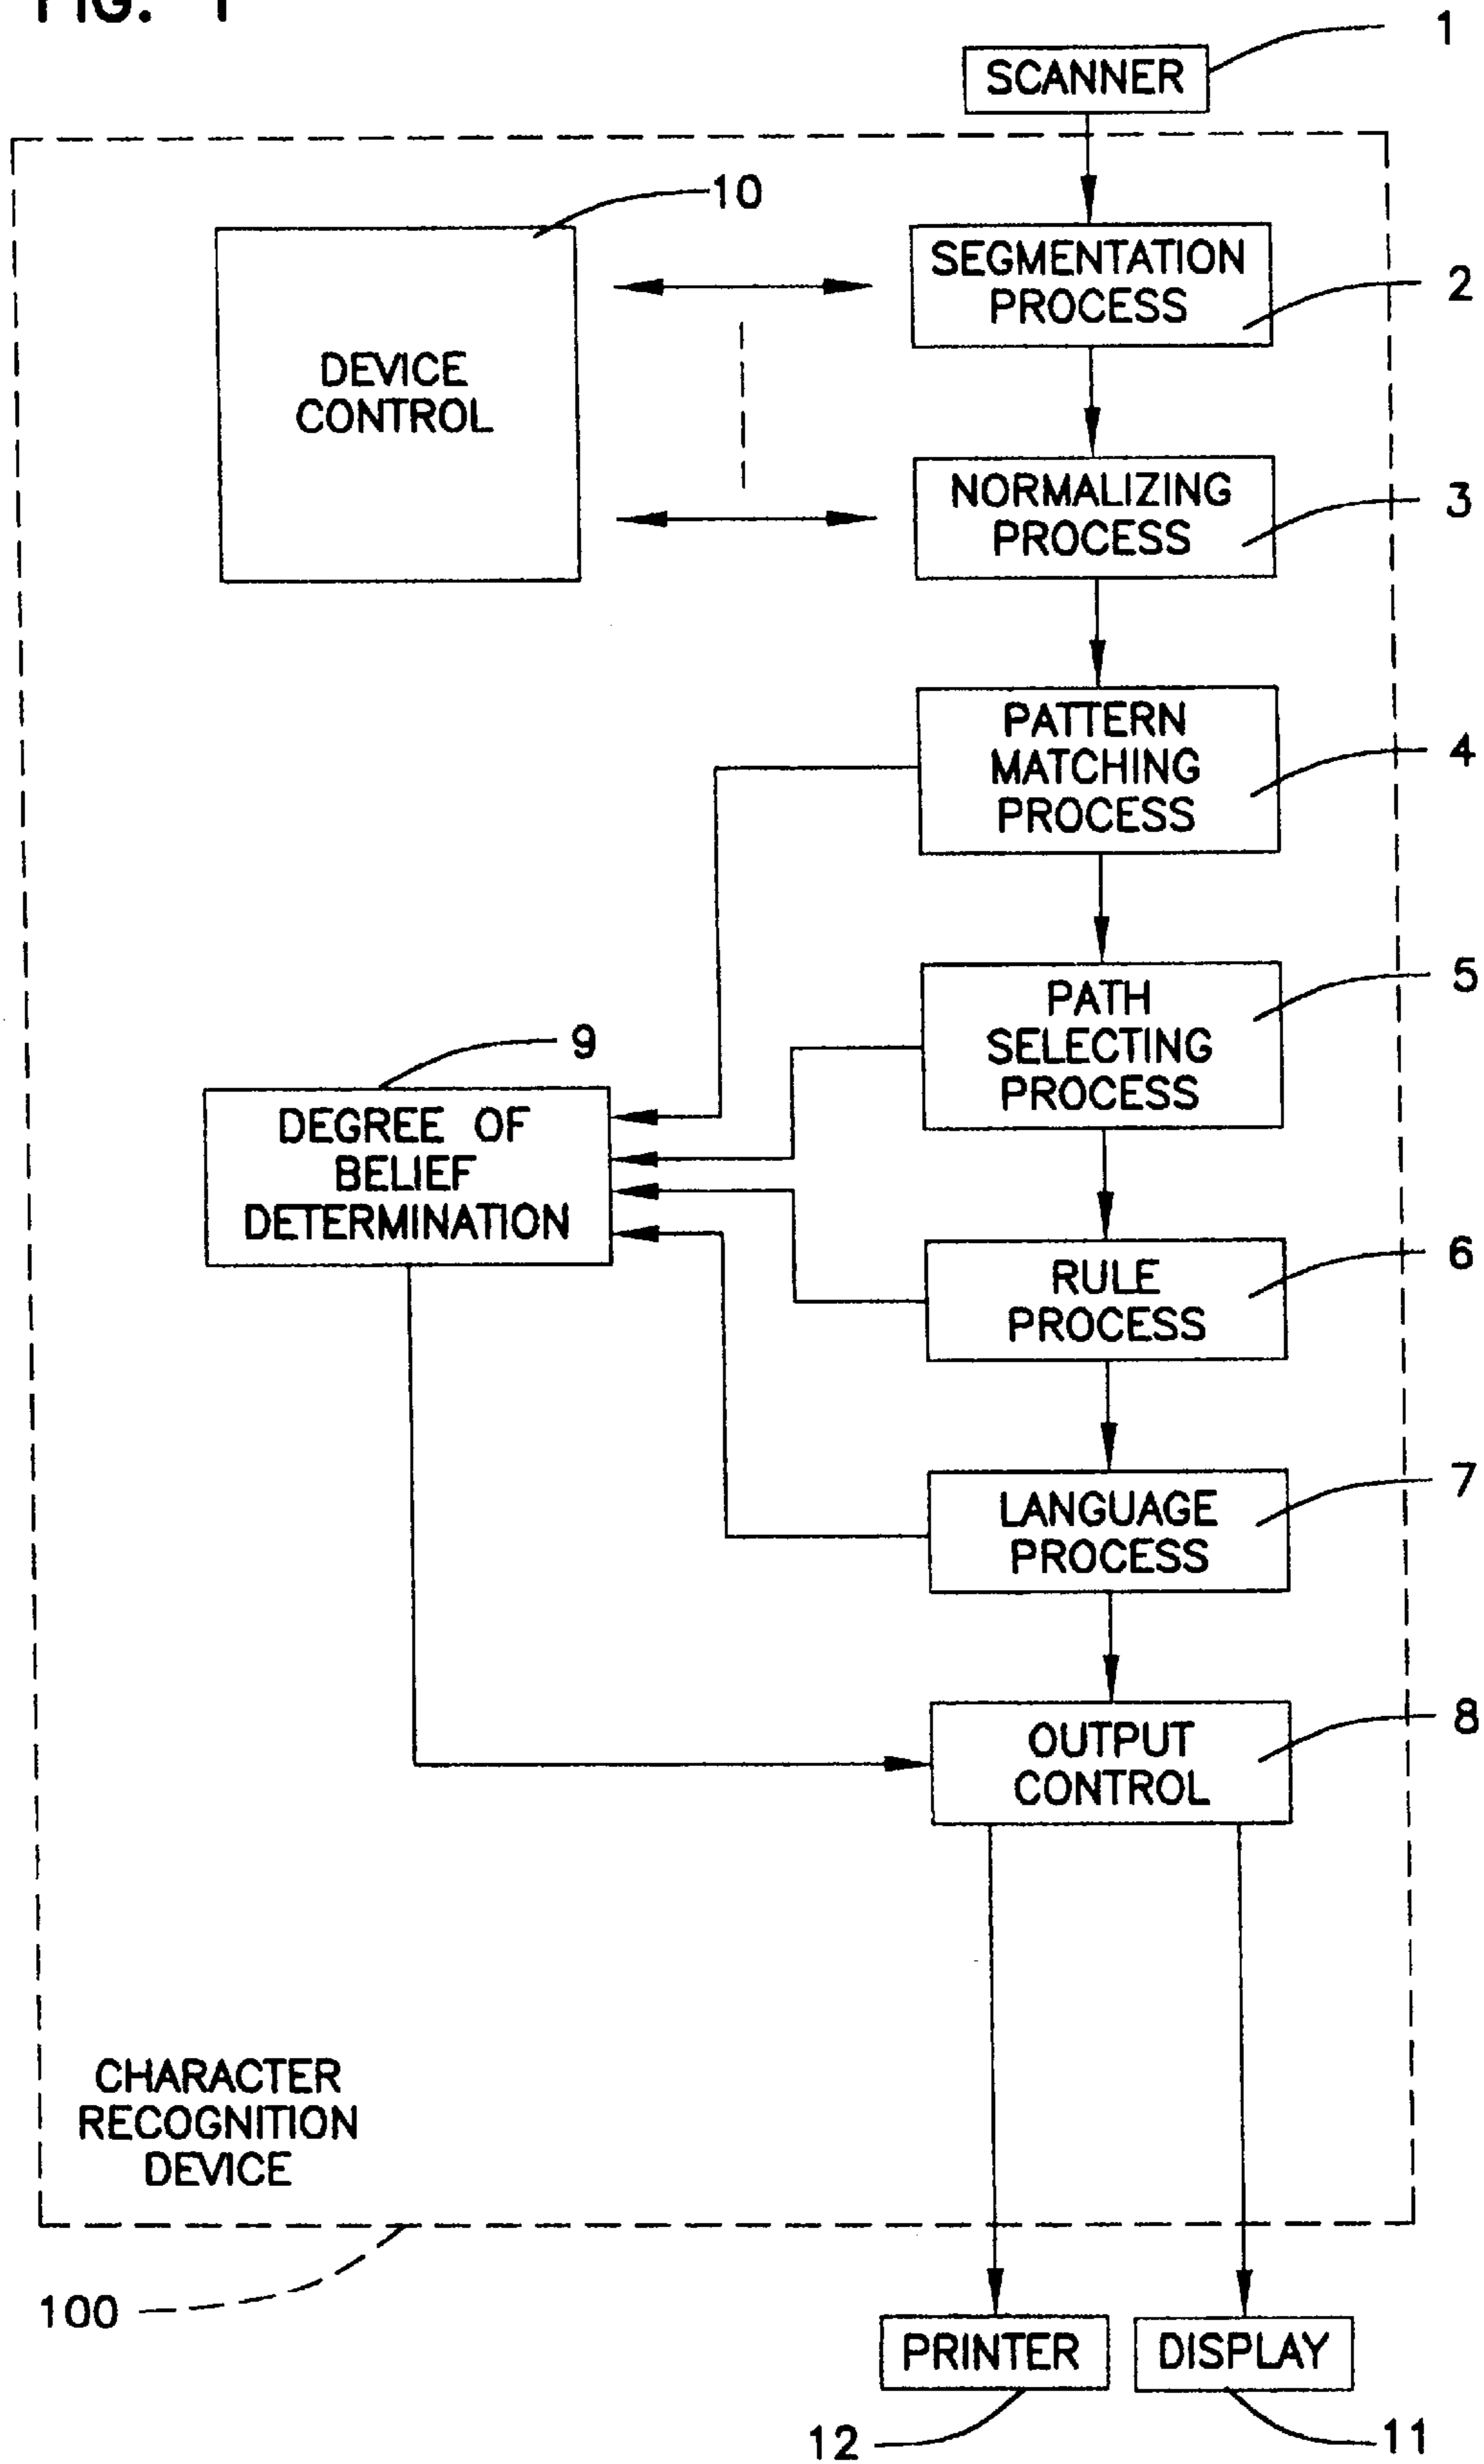 FIG. 1
1
SCANNER
10
SEGMENTATION
PROCESS
2
DEVICE
CONTROL
NORMALIZING
PROCESS
3
PATTERN
MATCHING
PROCESS
4
PATH
SELECTING
PROCESS
5
9
DEGREE OF
BELIEF
DETERMINATION
RULE
PROCESS
6
LANGUAGE
PROCESS
7
OUTPUT
CONTROL
8
CHARACTER
RECOGNITION
DEVICE
100
PRINTER
DISPLAY
12
11